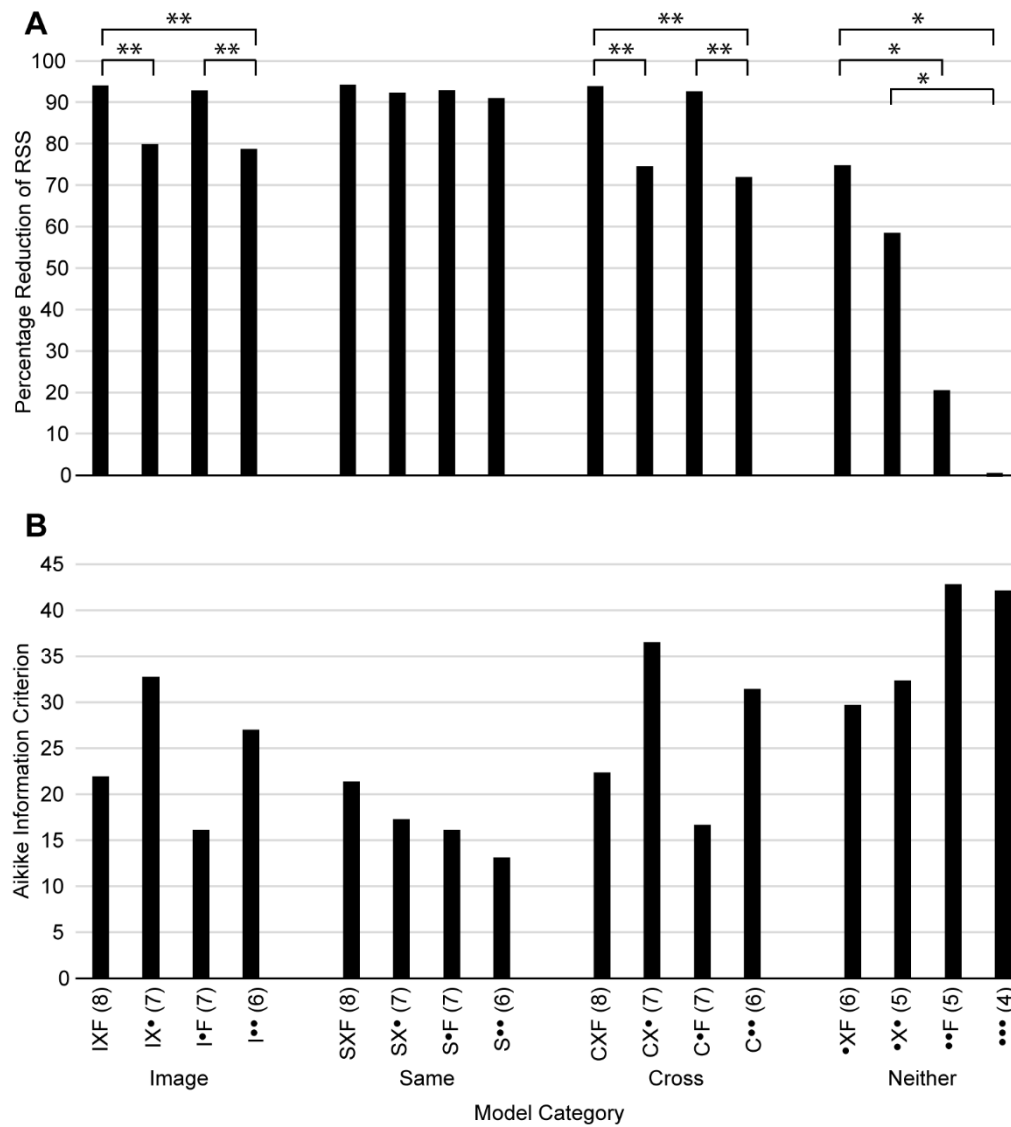 A
** ** *
** ** ** ** *
*
Percentage Reduction of RSS
100
90
80
70
60
50
40
30
20
10
0
B
Aikike Information Criterion
45
40
35
30
25
20
15
10
5
0
IXF (8)
IX• (7)
I•F (7)
I•• (6)
SXF (8)
SX• (7)
S•F (7)
S•• (6)
CXF (8)
CX• (7)
C•F (7)
C•• (6)
•XF (6)
•X• (5)
••F (5)
••• (4)
Image Same Cross Neither
Model Category